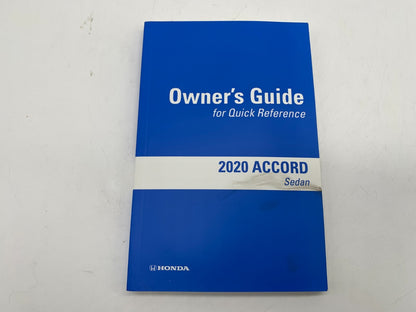 Owner's Guide
for Quick Reference
2020 ACCORD
Sedan
HONDA